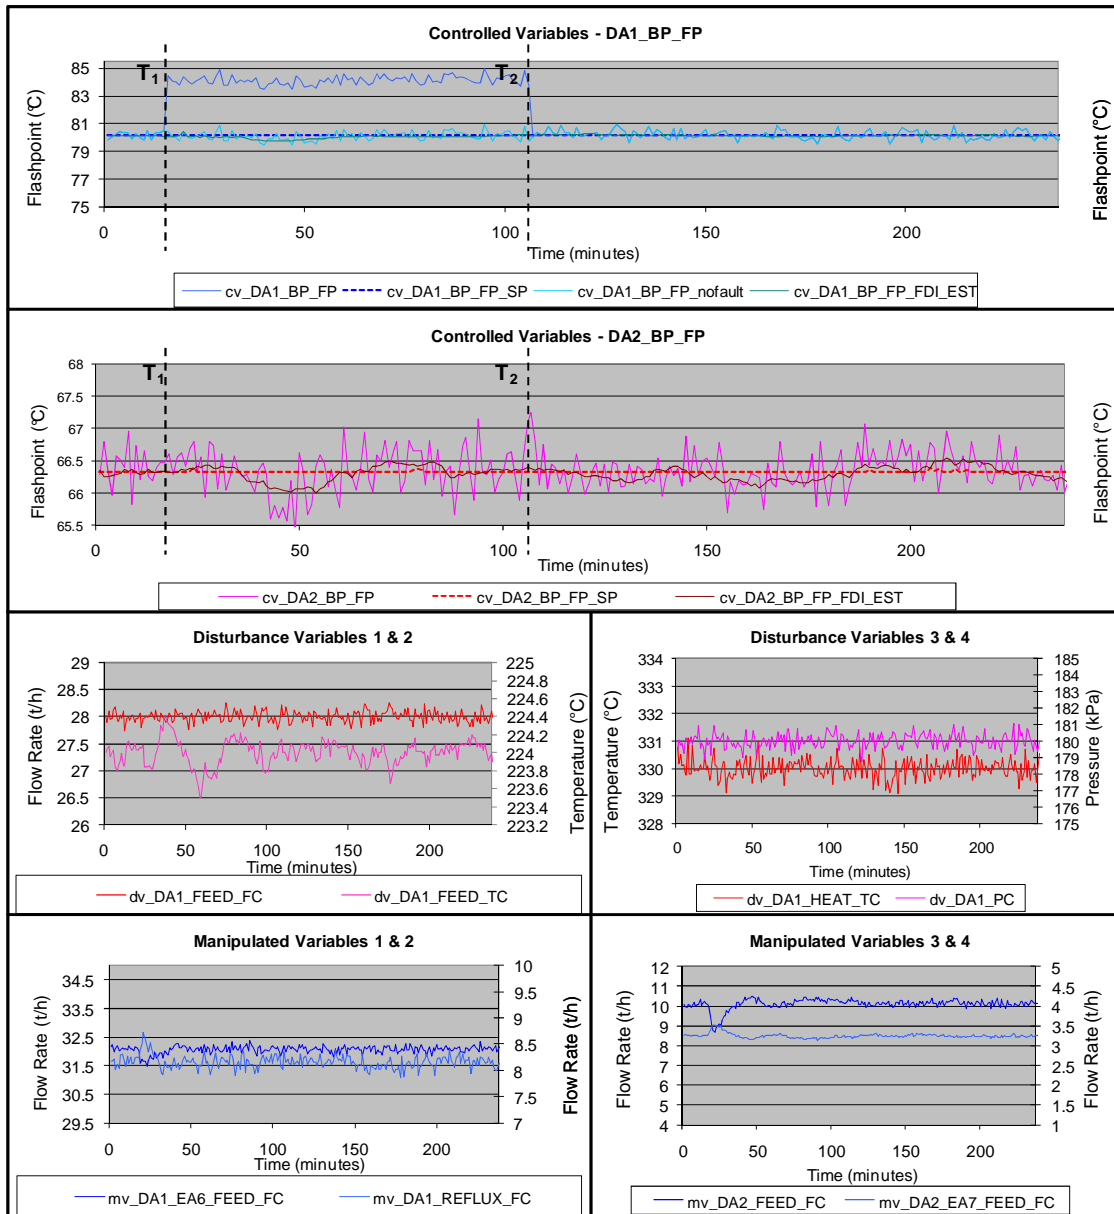 Controlled Variables - DA1_BP_FP
T1
T2
85
83
81
79
77
75
Flashpoint (°C)
Flashpoint (°C)
0
50
100
150
200
Time (minutes)
cv_DA1_BP_FP
cv_DA1_BP_FP_SP
cv_DA1_BP_FP_nofault
cv_DA1_BP_FP_FDI_EST
Controlled Variables - DA2_BP_FP
T1
T2
68
67.5
67
66.5
66
65.5
Flashpoint (°C)
Flashpoint (°C)
0
50
100
150
200
Time (minutes)
cv_DA2_BP_FP
cv_DA2_BP_FP_SP
cv_DA2_BP_FP_FDI_EST
Disturbance Variables 1 & 2
29
28.5
28
27.5
27
26.5
26
Flow Rate (t/h)
225
224.8
224.6
224.4
224.2
224
223.8
223.6
223.4
223.2
Temperature (°C)
0
50
100
150
200
Time (minutes)
dv_DA1_FEED_FC
dv_DA1_FEED_TC
Disturbance Variables 3 & 4
334
333
332
331
330
329
328
Temperature (°C)
185
184
183
182
181
180
179
178
177
176
175
Pressure (kPa)
0
50
100
150
200
Time (minutes)
dv_DA1_HEAT_TC
dv_DA1_PC
Manipulated Variables 1 & 2
34.5
33.5
32.5
31.5
30.5
29.5
Flow Rate (t/h)
10
9.5
9
8.5
8
7.5
7
Flow Rate (t/h)
0
50
100
150
200
Time (minutes)
mv_DA1_EA6_FEED_FC
mv_DA1_REFLUX_FC
Manipulated Variables 3 & 4
12
11
10
9
8
7
6
5
4
Flow Rate (t/h)
5
4.5
4
3.5
3
2.5
2
1.5
1
Flow Rate (t/h)
0
50
100
150
200
Time (minutes)
mv_DA2_FEED_FC
mv_DA2_EA7_FEED_FC